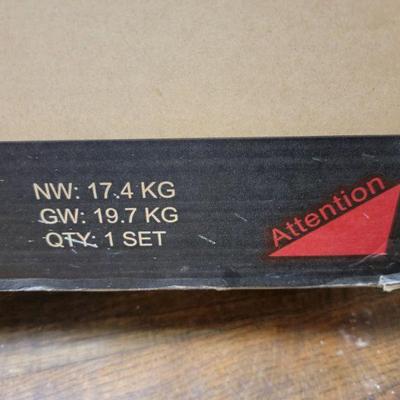 NW: 17.4 KG
GW: 19.7 KG
QTY: 1 SET
Attention